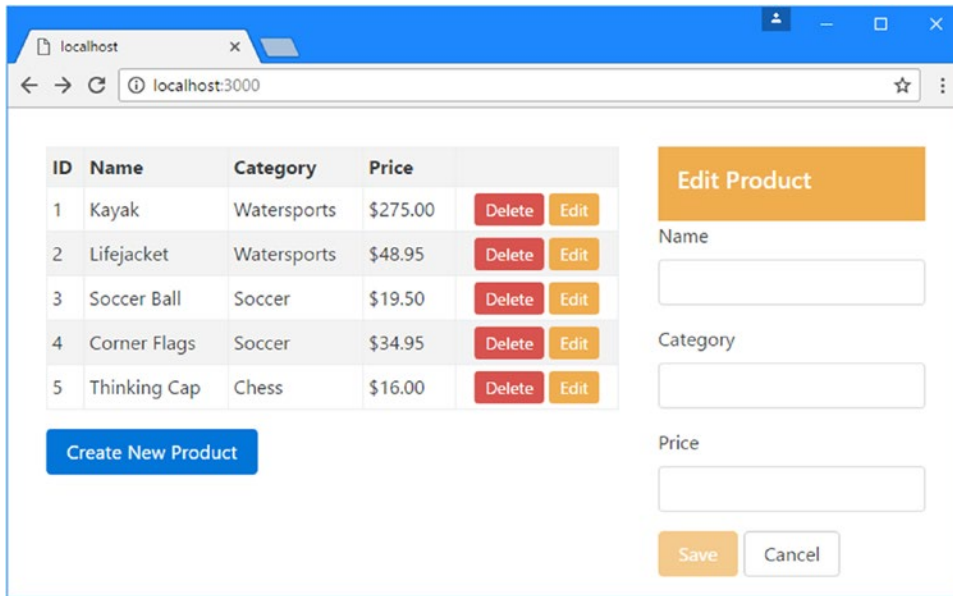 localhost
localhost:3000
ID Name Category Price
1 Kayak Watersports $275.00 Delete Edit
2 Lifejacket Watersports $48.95 Delete Edit
3 Soccer Ball Soccer $19.50 Delete Edit
4 Corner Flags Soccer $34.95 Delete Edit
5 Thinking Cap Chess $16.00 Delete Edit
Create New Product
Edit Product
Name
Category
Price
Save Cancel